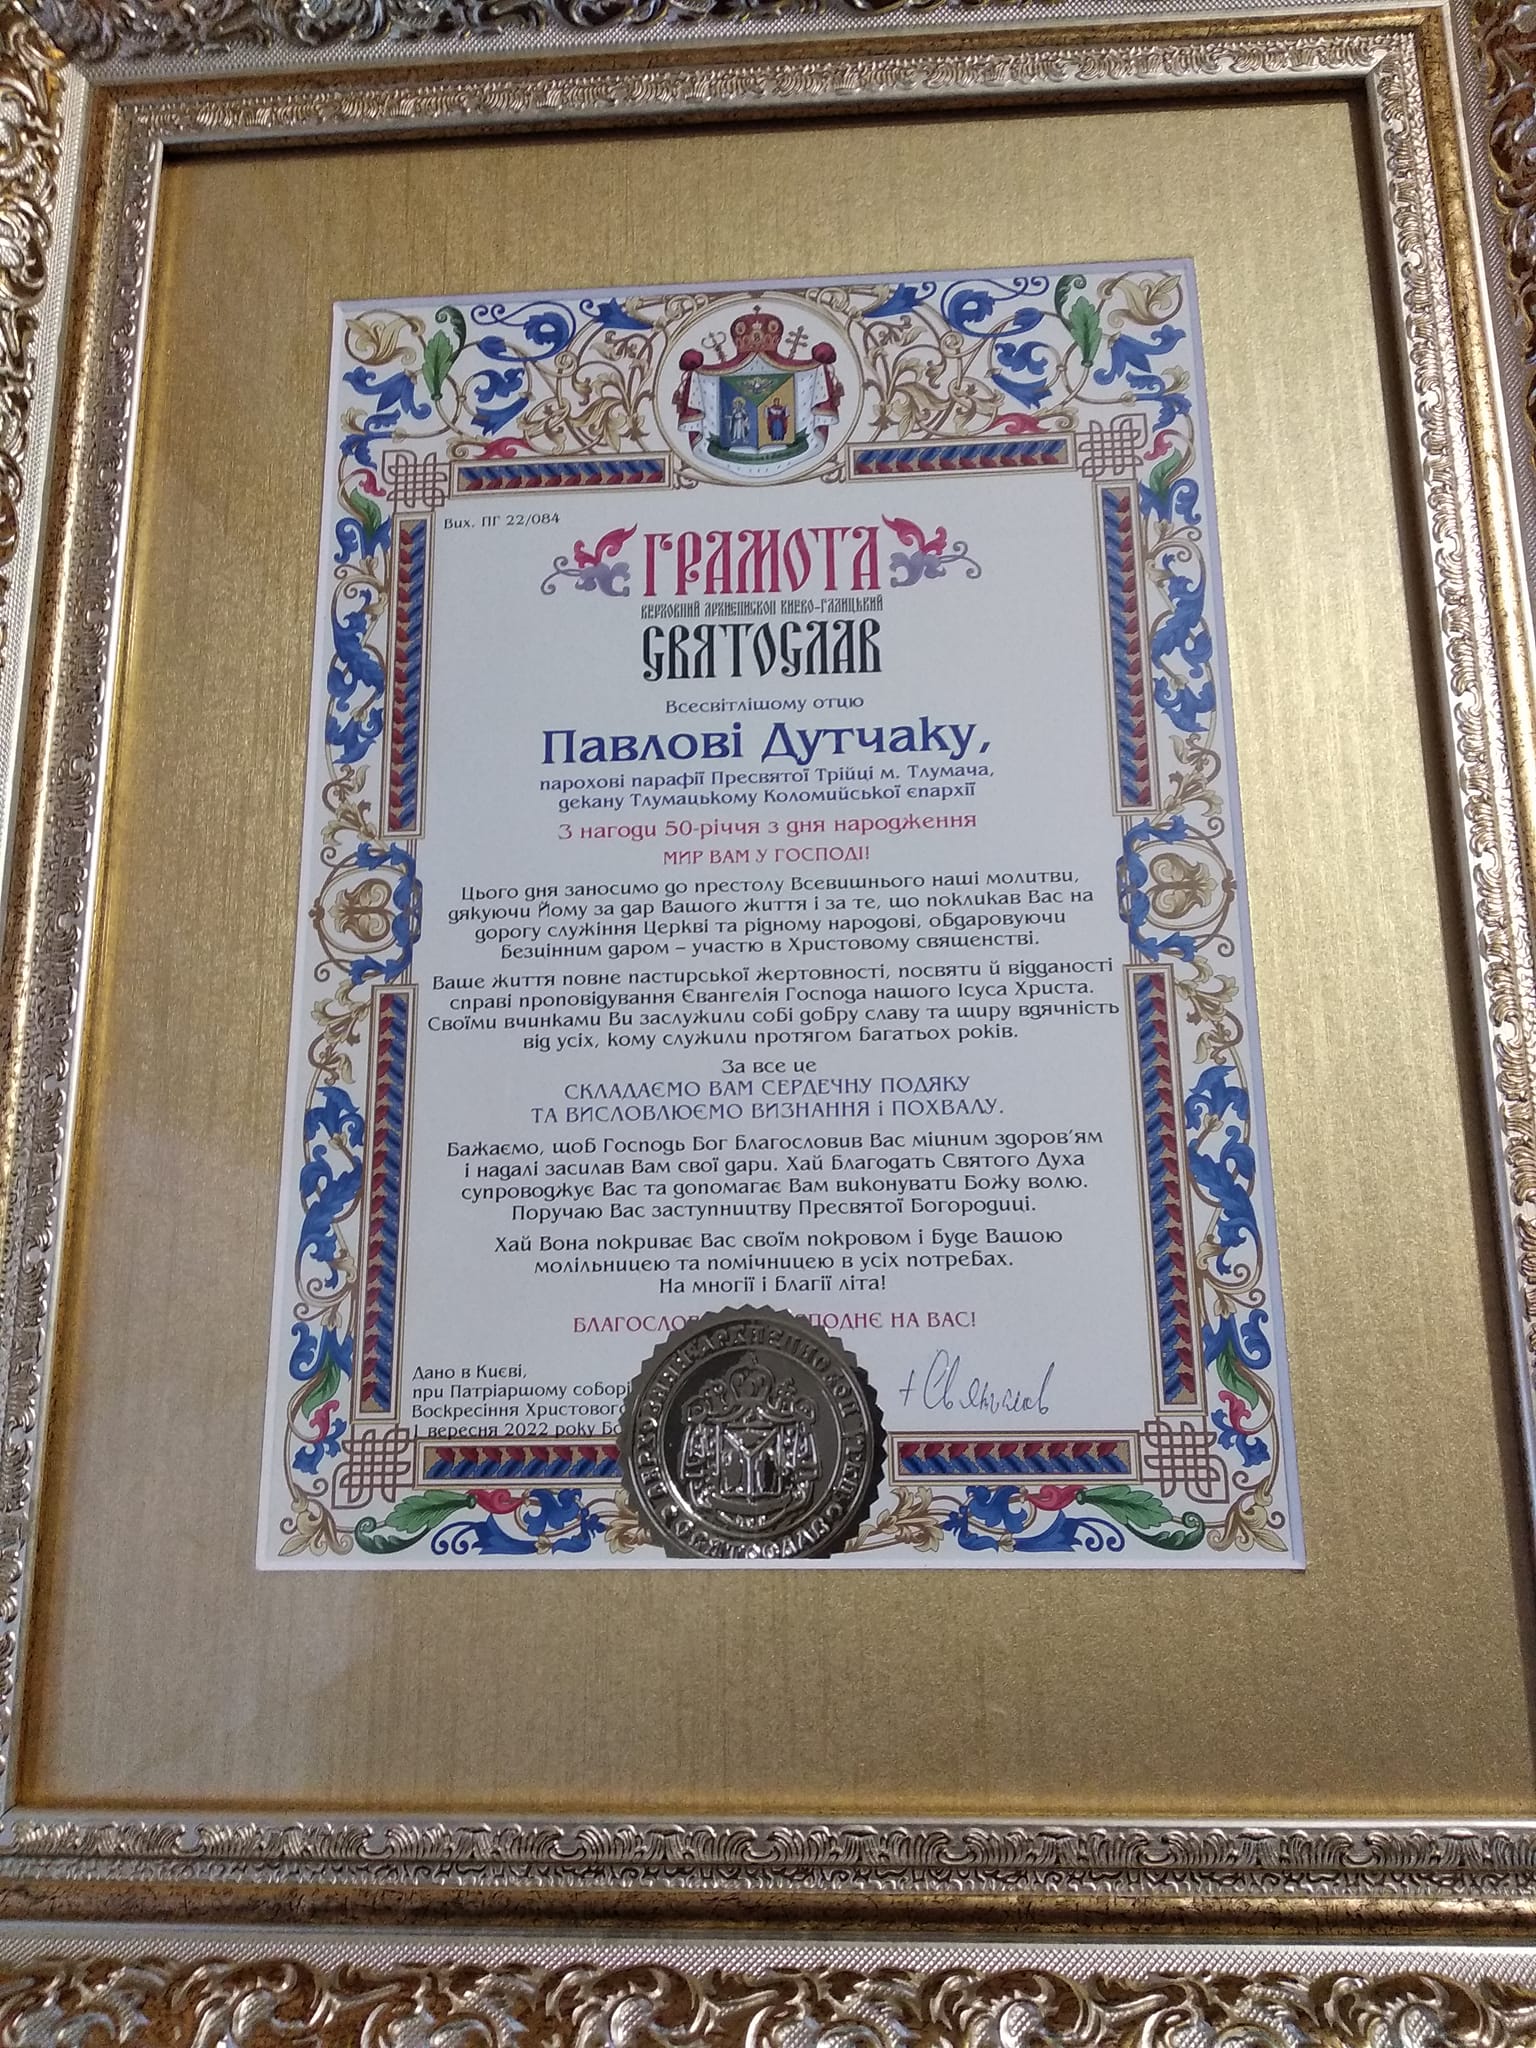 Вих. ПГ 22/084
ГРАМОТА
ВЕРХОВНИЙ АРХИЄПИСКОП КИЄВО-ГАЛИЦЬКИЙ
СВЯТОСЛАВ
Всесвітлішому отцю
Павлові Дутчаку,
парохові парафії Пресвятої Трійці м. Тлумача,
декану Тлумацькому Коломийської єпархії
З нагоди 50-річчя з дня народження
МИР ВАМ У ГОСПОДІ!
Цього дня заносимо до престолу Всевишнього наші молитви,
дякуючи Йому за дар Вашого життя і за те, що покликав Вас на
дорогу служіння Церкві та рідному народові, обдаровуючи
безцінним даром – участю в Христовому священстві.
Ваше життя повне пастирської жертовності, посвяти й відданості
справі проповідування Євангелія Господа нашого Ісуса Христа.
Своїми вчинками Ви заслужили собі добру славу та щиру вдячність
від усіх, кому служили протягом багатьох років.
За все це
СКЛАДАЄМО ВАМ СЕРДЕЧНУ ПОДЯКУ
ТА ВИСЛОВЛЮЄМО ВИЗНАННЯ і ПОХВАЛУ.
Бажаємо, щоб Господь Бог благословив Вас міцним здоров’ям
і надалі засилав Вам свої дари. Хай благодать Святого Духа
супроводжує Вас та допомагає Вам виконувати Божу волю.
Поручаю Вас заступництву Пресвятої Богородиці.
Хай Вона покриває Вас своїм покровом і буде Вашою
молільницею та помічницею в усіх потребах.
На многії і благії літа!
НА ВАС!
Дано в Києві,
при Патріаршому соборі
Воскресіння Христового
1 вересня 2022 року
† Святослав
СВЯТОСЛАВ